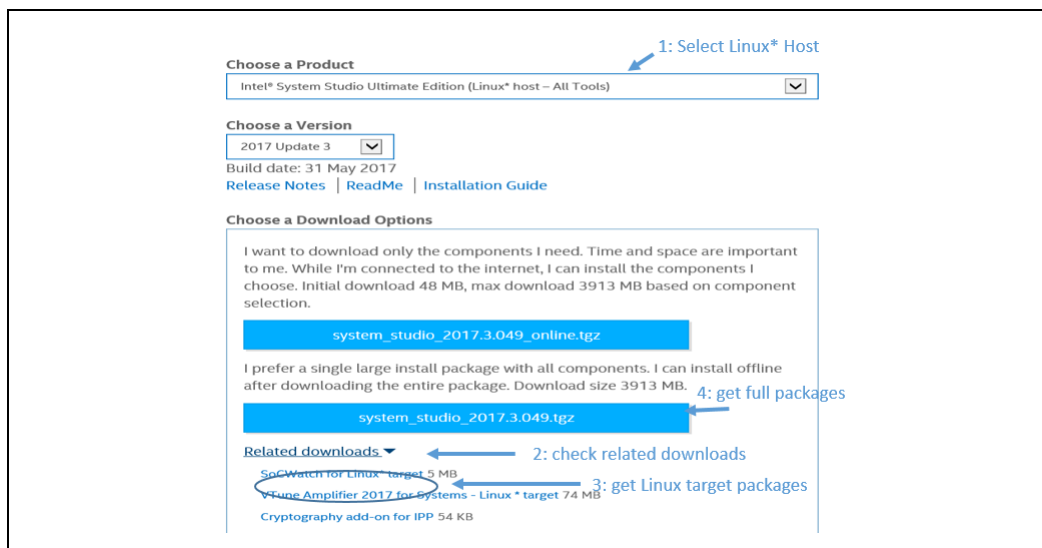 1: Select Linux* Host
Choose a Product
Intel® System Studio Ultimate Edition (Linux* host – All Tools)
Choose a Version
2017 Update 3
Build date: 31 May 2017
Release Notes | ReadMe | Installation Guide
Choose a Download Options
I want to download only the components I need. Time and space are important
to me. While I'm connected to the internet, I can install the components I
choose. Initial download 48 MB, max download 3913 MB based on component
selection.
system_studio_2017.3.049_online.tgz
I prefer a single large install package with all components. I can install offline
after downloading the entire package. Download size 3913 MB.
4: get full packages
system_studio_2017.3.049.tgz
Related downloads
2: check related downloads
SoCWatch for Linux* target 5 MB
3: get Linux target packages
VTune Amplifier 2017 for Systems - Linux * target 74 MB
Cryptography add-on for IPP 54 KB